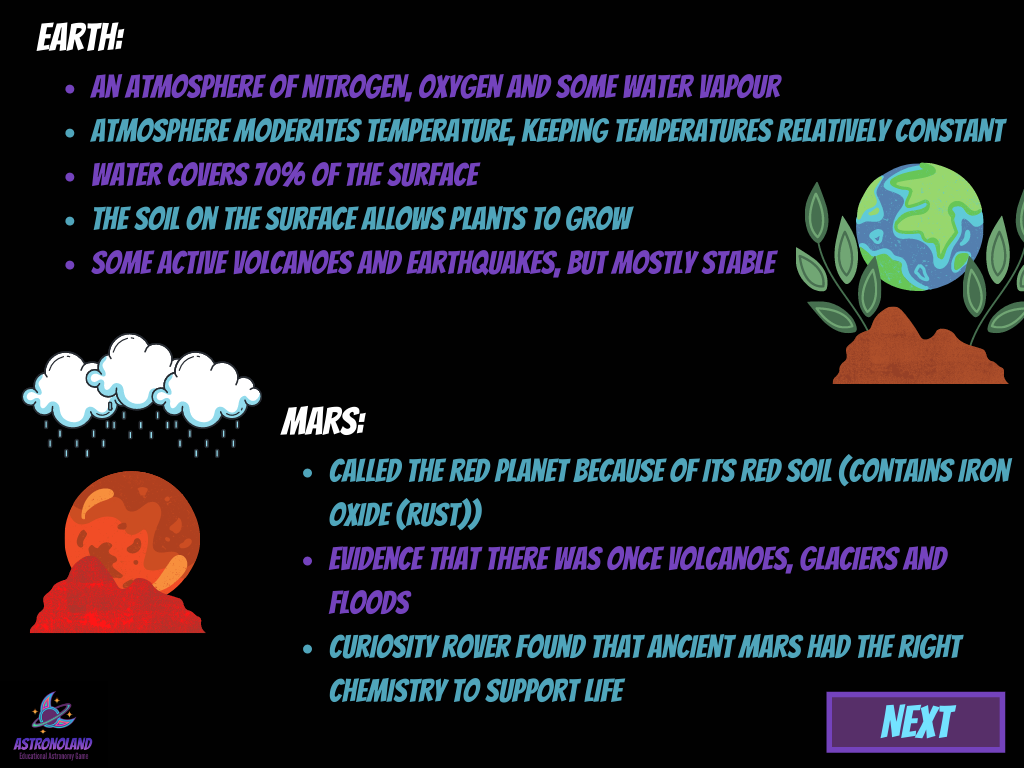 EARTH:
AN ATMOSPHERE OF NITROGEN, OXYGEN AND SOME WATER VAPOUR
ATMOSPHERE MODERATES TEMPERATURE, KEEPING TEMPERATURES RELATIVELY CONSTANT
WATER COVERS 70% OF THE SURFACE
THE SOIL ON THE SURFACE ALLOWS PLANTS TO GROW
SOME ACTIVE VOLCANOES AND EARTHQUAKES, BUT MOSTLY STABLE
MARS:
CALLED THE RED PLANET BECAUSE OF ITS RED SOIL (CONTAINS IRON
OXIDE (RUST))
EVIDENCE THAT THERE WAS ONCE VOLCANOES, GLACIERS AND
FLOODS
CURIOSITY ROVER FOUND THAT ANCIENT MARS HAD THE RIGHT
CHEMISTRY TO SUPPORT LIFE
NEXT
ASTRONOLAND
Educational Astronomy Game